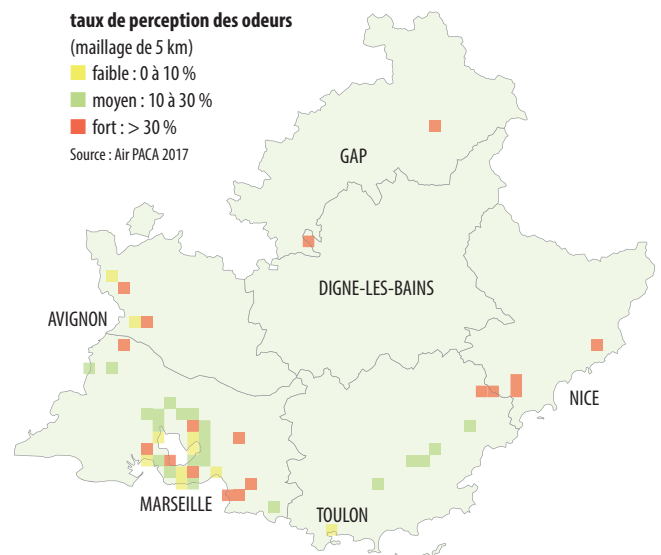 taux de perception des odeurs
(maillage de 5 km)
faible : 0 à 10 %
moyen : 10 à 30 %
fort : > 30 %
Source : Air PACA 2017
GAP
DIGNE-LES-BAINS
AVIGNON
NICE
MARSEILLE
TOULON